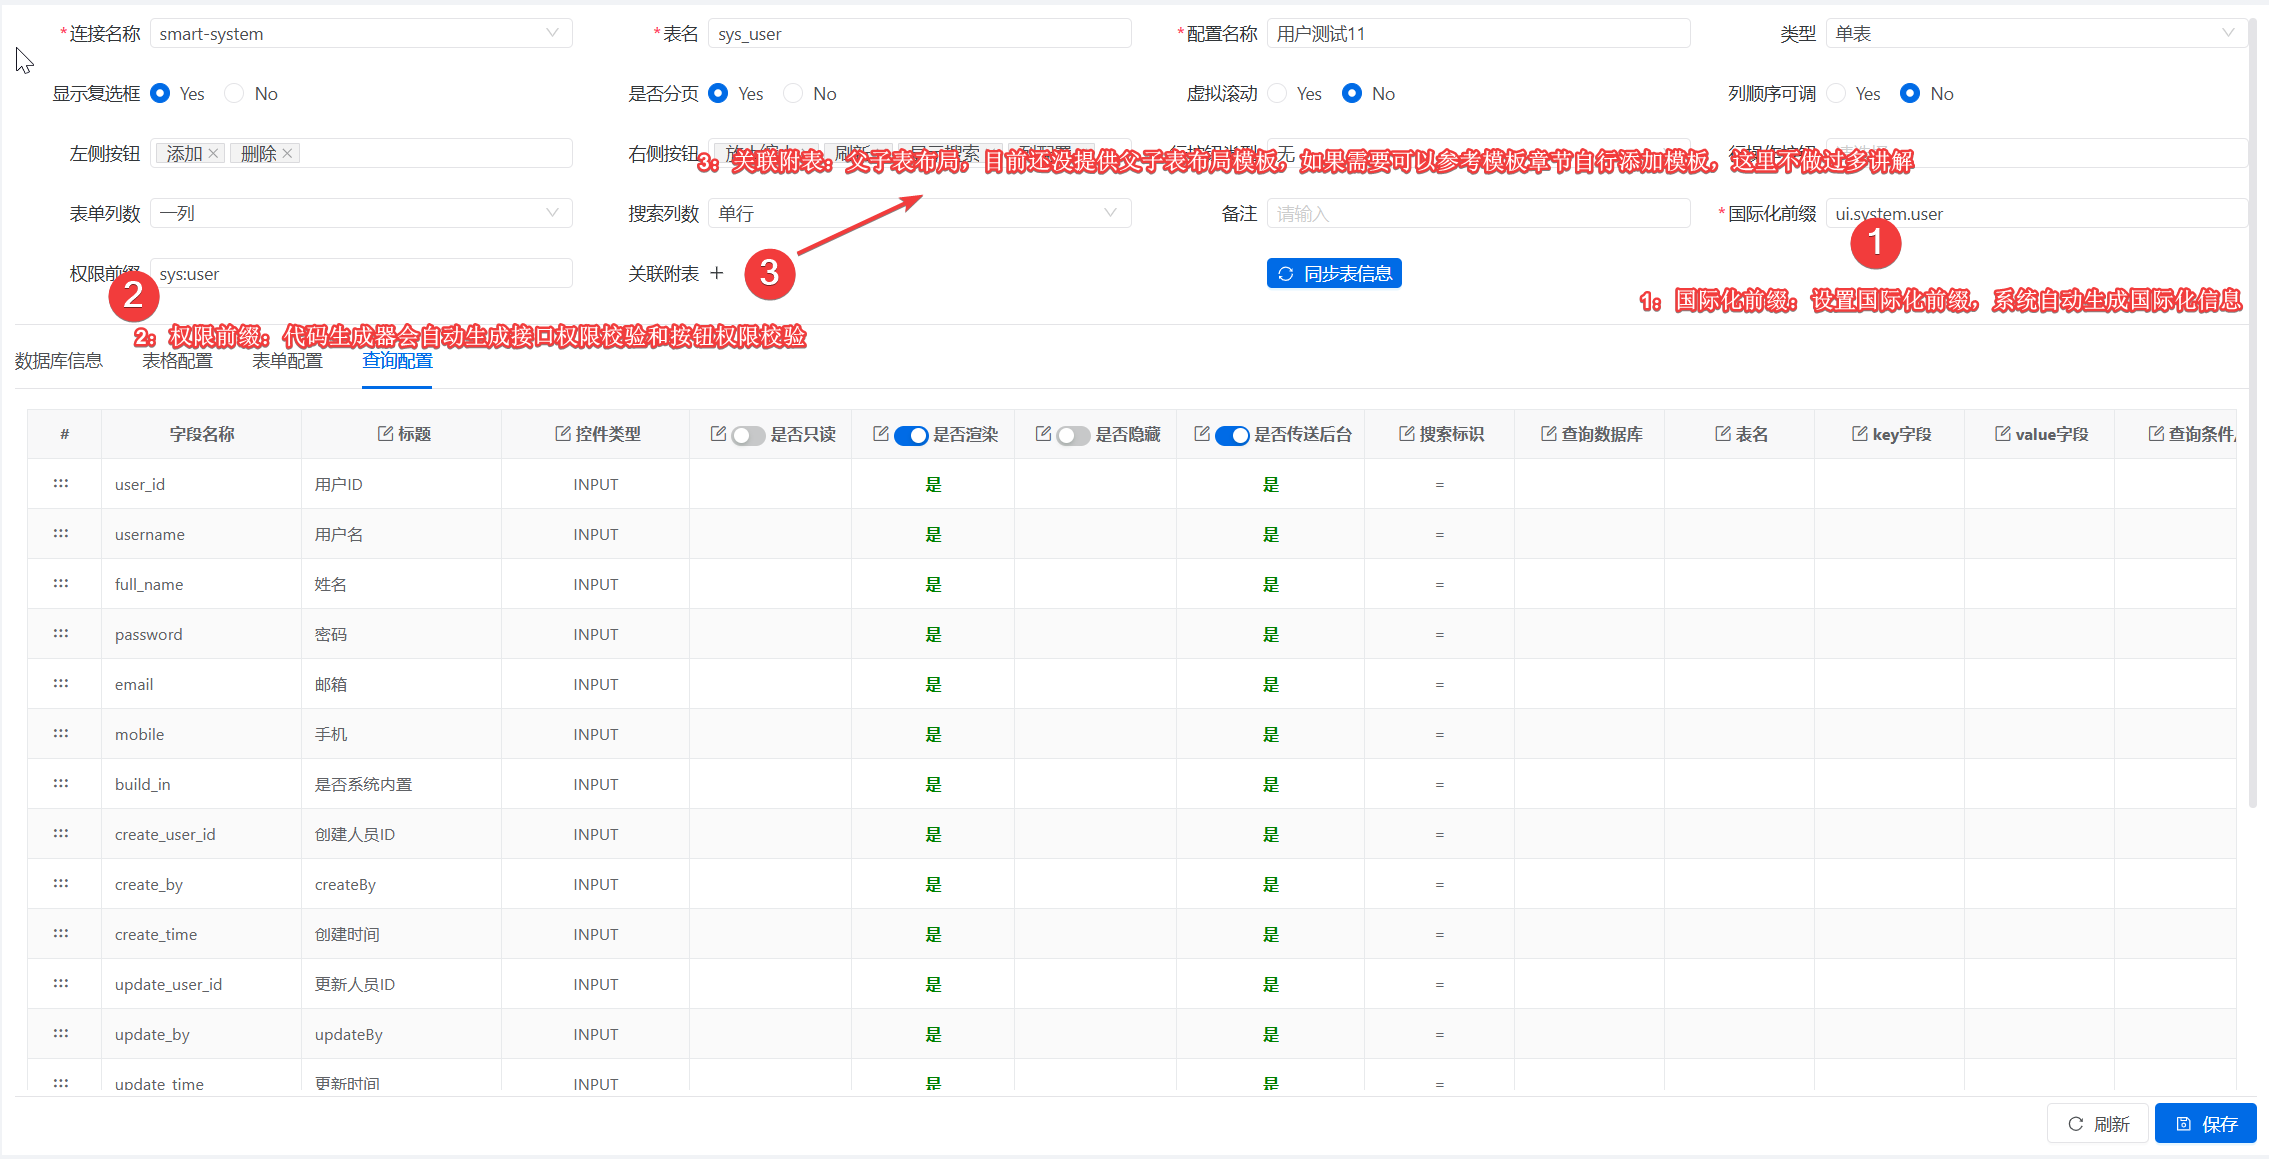 *连接名称 smart-system *表名 sys_user *配置名称 用户测试11 类型 单表
显示复选框 Yes No 是否分页 Yes No 虚拟滚动 Yes No 列顺序可调 Yes No
左侧按钮 添加 × 删除 × 右侧按钮 无
3：关联附表：父子表布局，目前还没提供父子表布局模板，如果需要可以参考模板章节自行添加模板，这里不做过多讲解
表单列数 一列 搜索列数 单行 备注 请输入 *国际化前缀 ui.system.user
1
权限前缀 sys:user 关联附表 + 3 同步表信息
2
1：国际化前缀：设置国际化前缀，系统自动生成国际化信息
2：权限前缀：代码生成器会自动生成接口权限校验和按钮权限校验
数据库信息 表格配置 表单配置 查询配置
# 字段名称 标题 控件类型 是否只读 是否渲染 是否隐藏 是否传送后台 搜索标识 查询数据库 表名 key字段 value字段 查询条件
user_id 用户ID INPUT 是 是 =
username 用户名 INPUT 是 是 =
full_name 姓名 INPUT 是 是 =
password 密码 INPUT 是 是 =
email 邮箱 INPUT 是 是 =
mobile 手机 INPUT 是 是 =
build_in 是否系统内置 INPUT 是 是 =
create_user_id 创建人员ID INPUT 是 是 =
create_by createBy INPUT 是 是 =
create_time 创建时间 INPUT 是 是 =
update_user_id 更新人员ID INPUT 是 是 =
update_by updateBy INPUT 是 是 =
update_time 更新时间 INPUT 是 是 =
刷新 保存